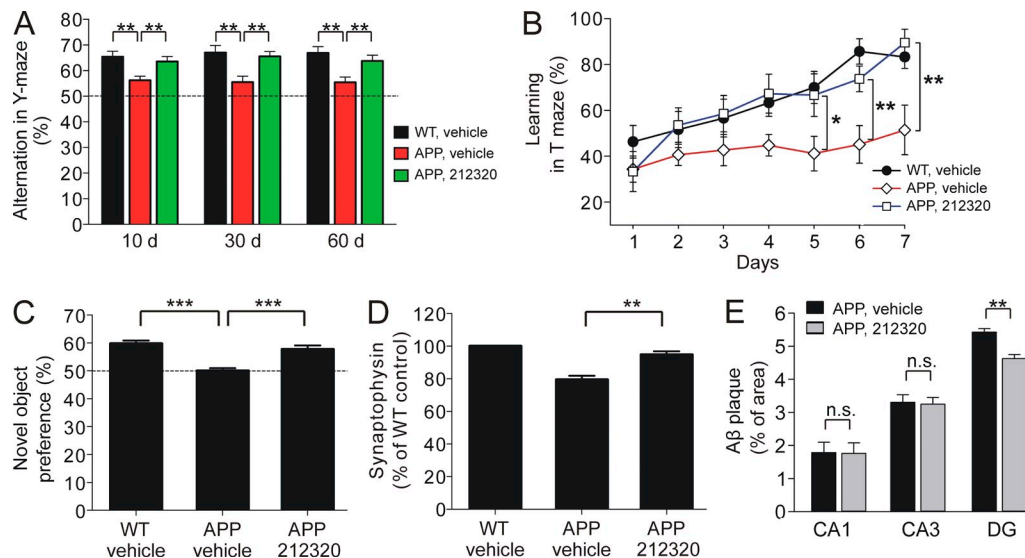 A
Alternation in Y-maze
(%)
80
70
60
50
40
30
20
10
0
** ** ** ** ** **
10 d 30 d 60 d
WT, vehicle
APP, vehicle
APP, 212320
B
Learning
in T maze (%)
100
80
60
40
20
*
**
**
WT, vehicle
APP, vehicle
APP, 212320
1 2 3 4 5 6 7
Days
C
Novel object
preference (%)
70
60
50
40
30
20
10
0
*** ***
WT
vehicle
APP
vehicle
APP
212320
D
Synaptophysin
(% of WT control)
120
100
80
60
40
20
0
**
WT
vehicle
APP
vehicle
APP
212320
E
Aβ plaque
(% of area)
6
5
4
3
2
1
0
APP, vehicle
APP, 212320
n.s.
n.s.
**
CA1 CA3 DG